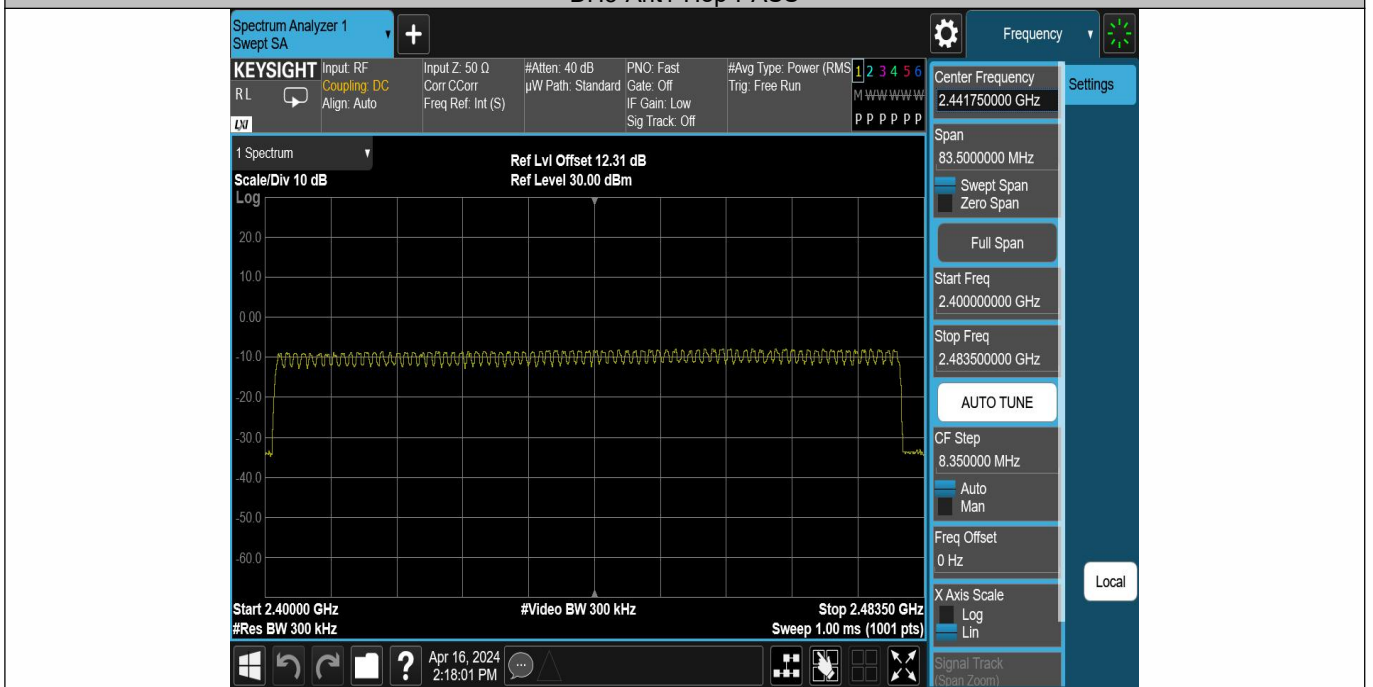 Spectrum Analyzer 1
Swept SA
Frequency
KEYSIGHT
RL
LXI
Input: RF
Coupling: DC
Align: Auto
Input Z: 50 Ω
Corr CCorr
Freq Ref: Int (S)
#Atten: 40 dB
µW Path: Standard
PNO: Fast
Gate: Off
IF Gain: Low
Sig Track: Off
#Avg Type: Power (RMS
Trig: Free Run
1 2 3 4 5 6
M W W W W W
P P P P P P
1 Spectrum
Scale/Div 10 dB
Ref Lvl Offset 12.31 dB
Ref Level 30.00 dBm
Log
20.0
10.0
0.00
-10.0
-20.0
-30.0
-40.0
-50.0
-60.0
Start 2.40000 GHz
#Res BW 300 kHz
#Video BW 300 kHz
Stop 2.48350 GHz
Sweep 1.00 ms (1001 pts)
Center Frequency
2.441750000 GHz
Settings
Span
83.5000000 MHz
Swept Span
Zero Span
Full Span
Start Freq
2.400000000 GHz
Stop Freq
2.483500000 GHz
AUTO TUNE
CF Step
8.350000 MHz
Auto
Man
Freq Offset
0 Hz
X Axis Scale
Log
Lin
Local
Signal Track
(Span Zoom)
?
Apr 16, 2024
2:18:01 PM